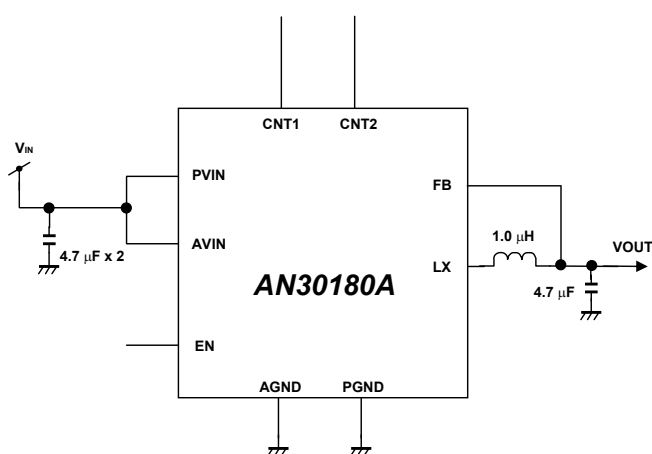 CNT1 CNT2
VIN
PVIN
FB
1.0 μH
AVIN
VOUT
4.7 μF x 2
LX
AN30180A
4.7 μF
EN
AGND PGND